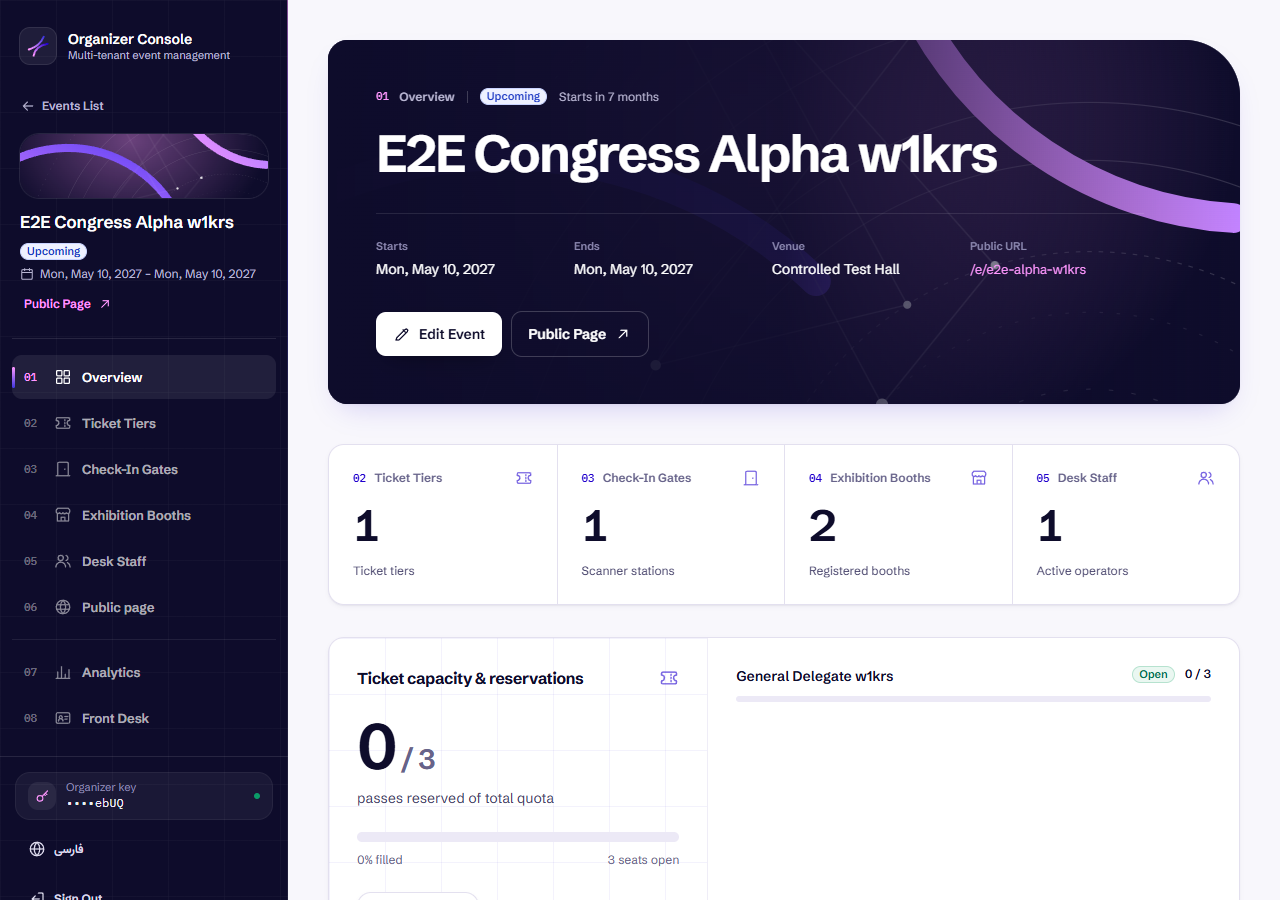 Organizer Console
Multi-tenant event management
Events List
E2E Congress Alpha w1krs
Upcoming
Mon, May 10, 2027 – Mon, May 10, 2027
Public Page
01 Overview
02 Ticket Tiers
03 Check-In Gates
04 Exhibition Booths
05 Desk Staff
06 Public page
07 Analytics
08 Front Desk
Organizer key
••••ebUQ
فارسی
Sign Out
01 Overview | Upcoming Starts in 7 months
E2E Congress Alpha w1krs
Starts Ends Venue Public URL
Mon, May 10, 2027 Mon, May 10, 2027 Controlled Test Hall /e/e2e-alpha-w1krs
Edit Event Public Page
02 Ticket Tiers 03 Check-In Gates 04 Exhibition Booths 05 Desk Staff
1 1 2 1
Ticket tiers Scanner stations Registered booths Active operators
Ticket capacity & reservations
0 / 3
passes reserved of total quota
0% filled 3 seats open
General Delegate w1krs Open 0 / 3